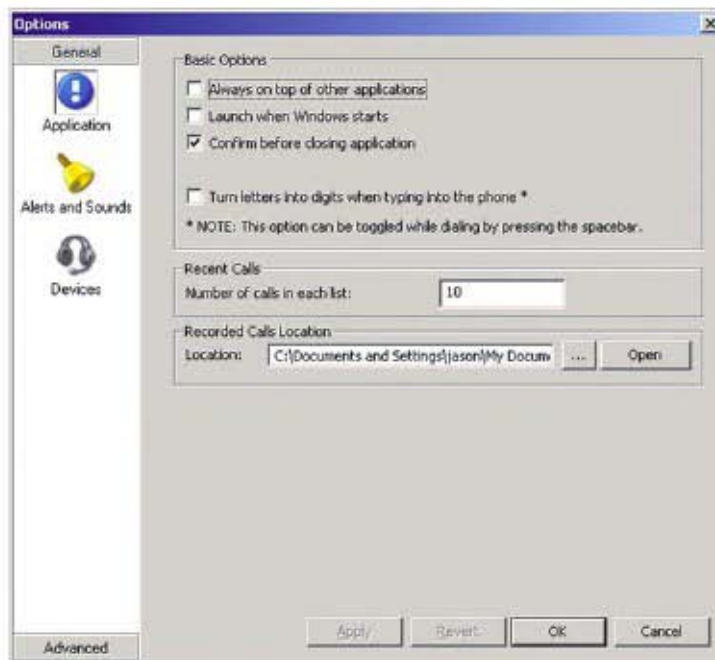 Options
General
Application
Alerts and Sounds
Devices
Advanced
Basic Options
Always on top of other applications
Launch when Windows starts
Confirm before closing application
Turn letters into digits when typing into the phone *
* NOTE: This option can be toggled while dialing by pressing the spacebar.
Recent Calls
Number of calls in each list: 10
Recorded Calls Location
Location: C:\Documents and Settings\jason\My Docum ... Open
Apply Revert OK Cancel